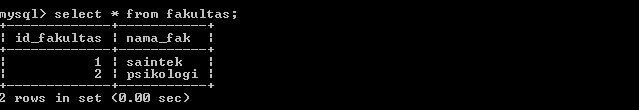 mysql> select * from fakultas;
+-------------+-----------+
| id_fakultas | nama_fak  |
+-------------+-----------+
|           1 | saintek   |
|           2 | psikologi |
+-------------+-----------+
2 rows in set (0.00 sec)